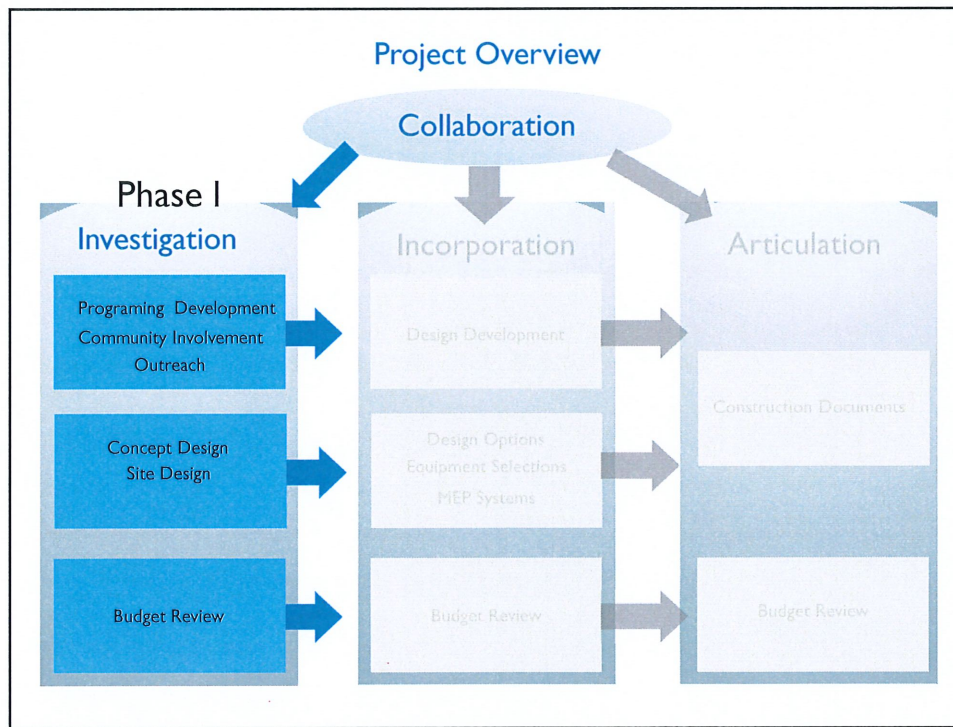 Project Overview
Collaboration
Phase I
Investigation
Programing Development
Community Involvement
Outreach
Concept Design
Site Design
Budget Review
Incorporation
Design Development
Design Options
Equipment Selections
MEP Systems
Budget Review
Articulation
Construction Documents
Budget Review